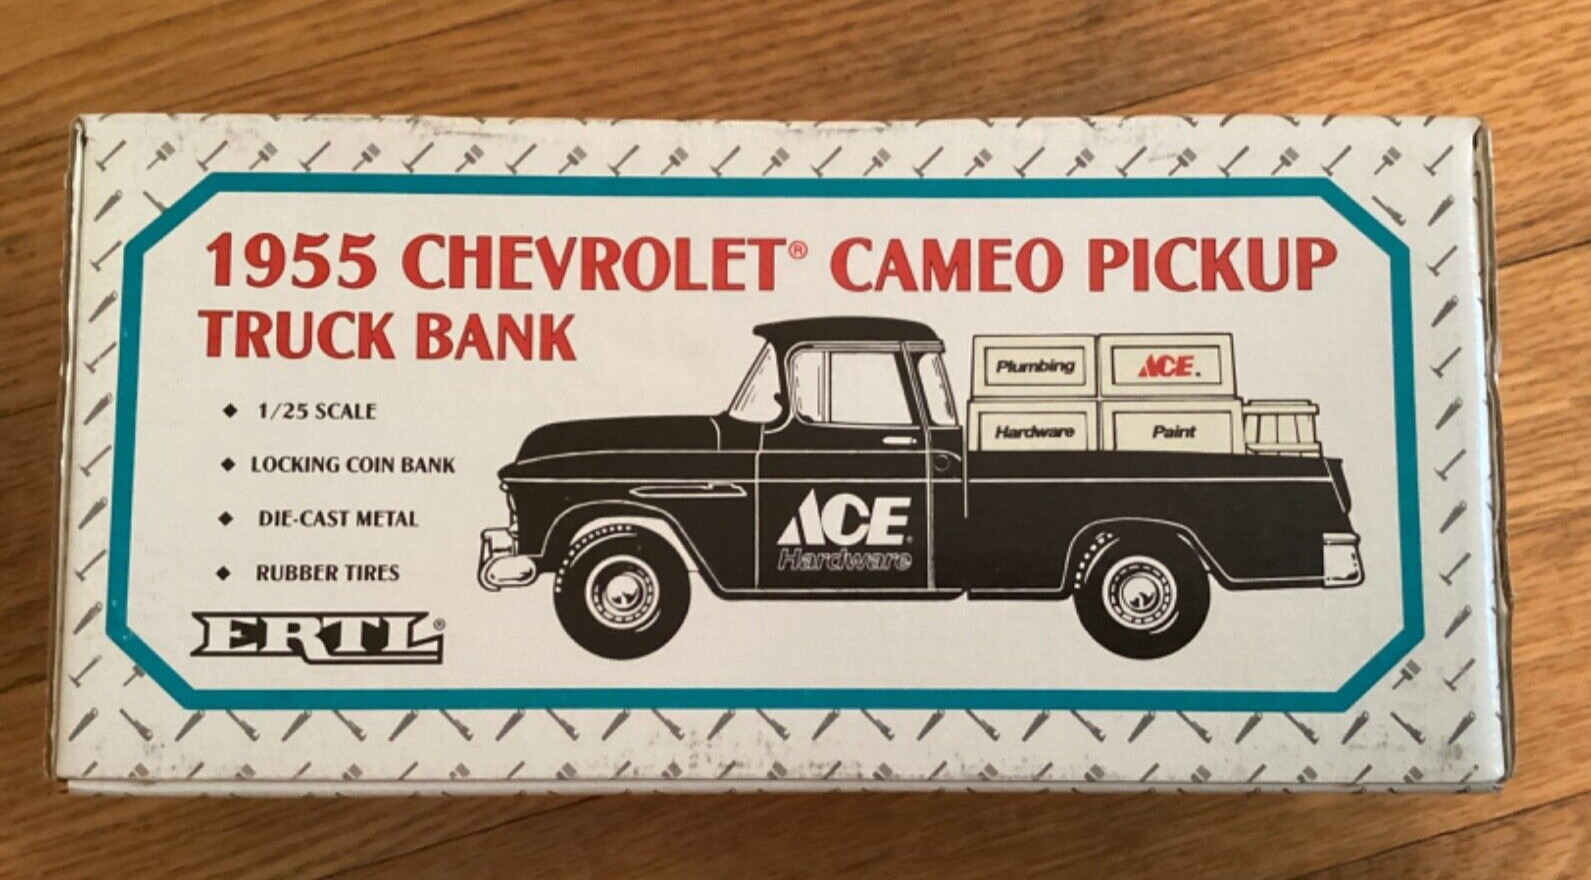 1955 CHEVROLET® CAMEO PICKUP
TRUCK BANK
◆ 1/25 SCALE
◆ LOCKING COIN BANK
◆ DIE-CAST METAL
◆ RUBBER TIRES
ERTL®
Plumbing
ACE.
Hardware
Paint
ACE®
Hardware